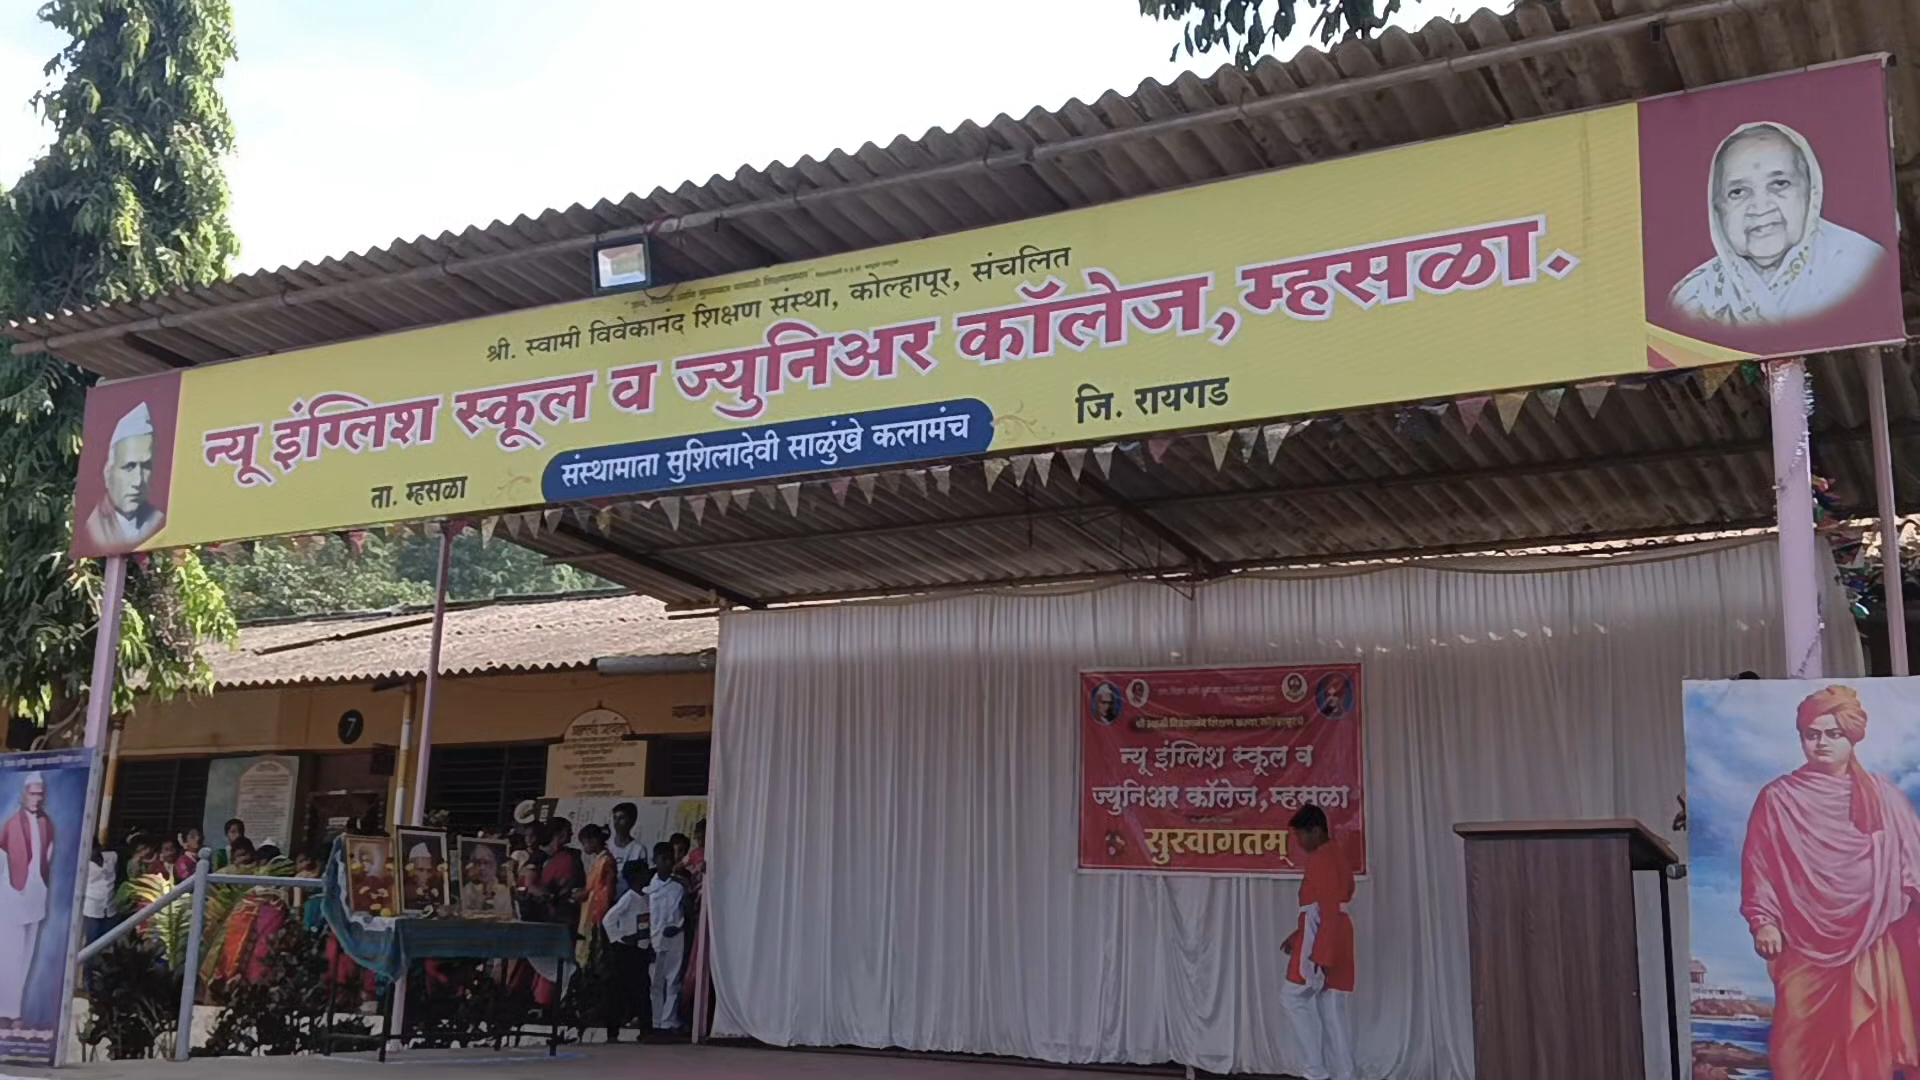 श्री. स्वामी विवेकानंद शिक्षण संस्था, कोल्हापूर, संचलित
न्यू इंग्लिश स्कूल व ज्युनिअर कॉलेज, म्हसळा.
ता. म्हसळा
संस्थामाता सुशिलादेवी साळुंखे कलामंच
जि. रायगड
7
न्यू इंग्लिश स्कूल व
ज्युनिअर कॉलेज, म्हसळा
सुस्वागतम्